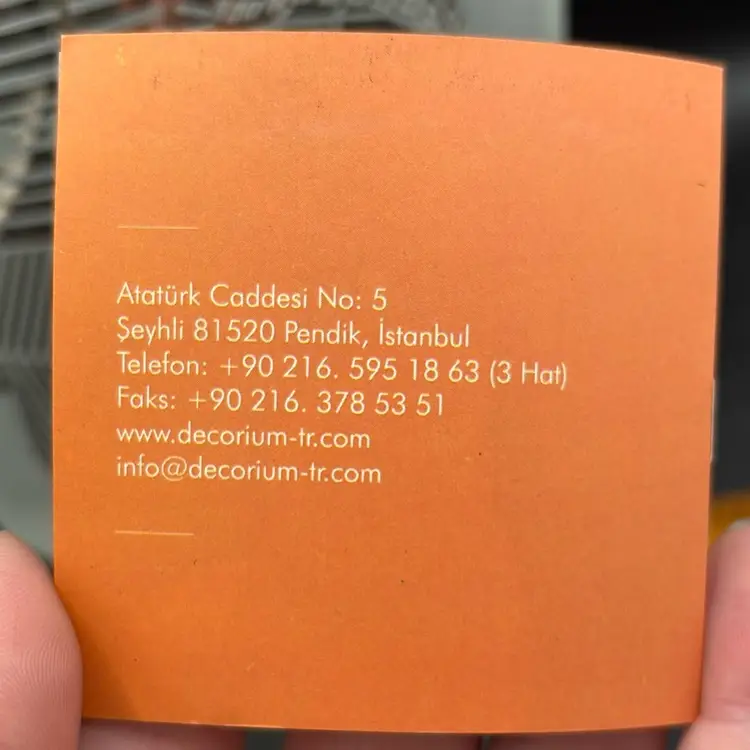 Atatürk Caddesi No: 5
Şeyhli 81520 Pendik, İstanbul
Telefon: +90 216. 595 18 63 (3 Hat)
Faks: +90 216. 378 53 51
www.decorium-tr.com
info@decorium-tr.com